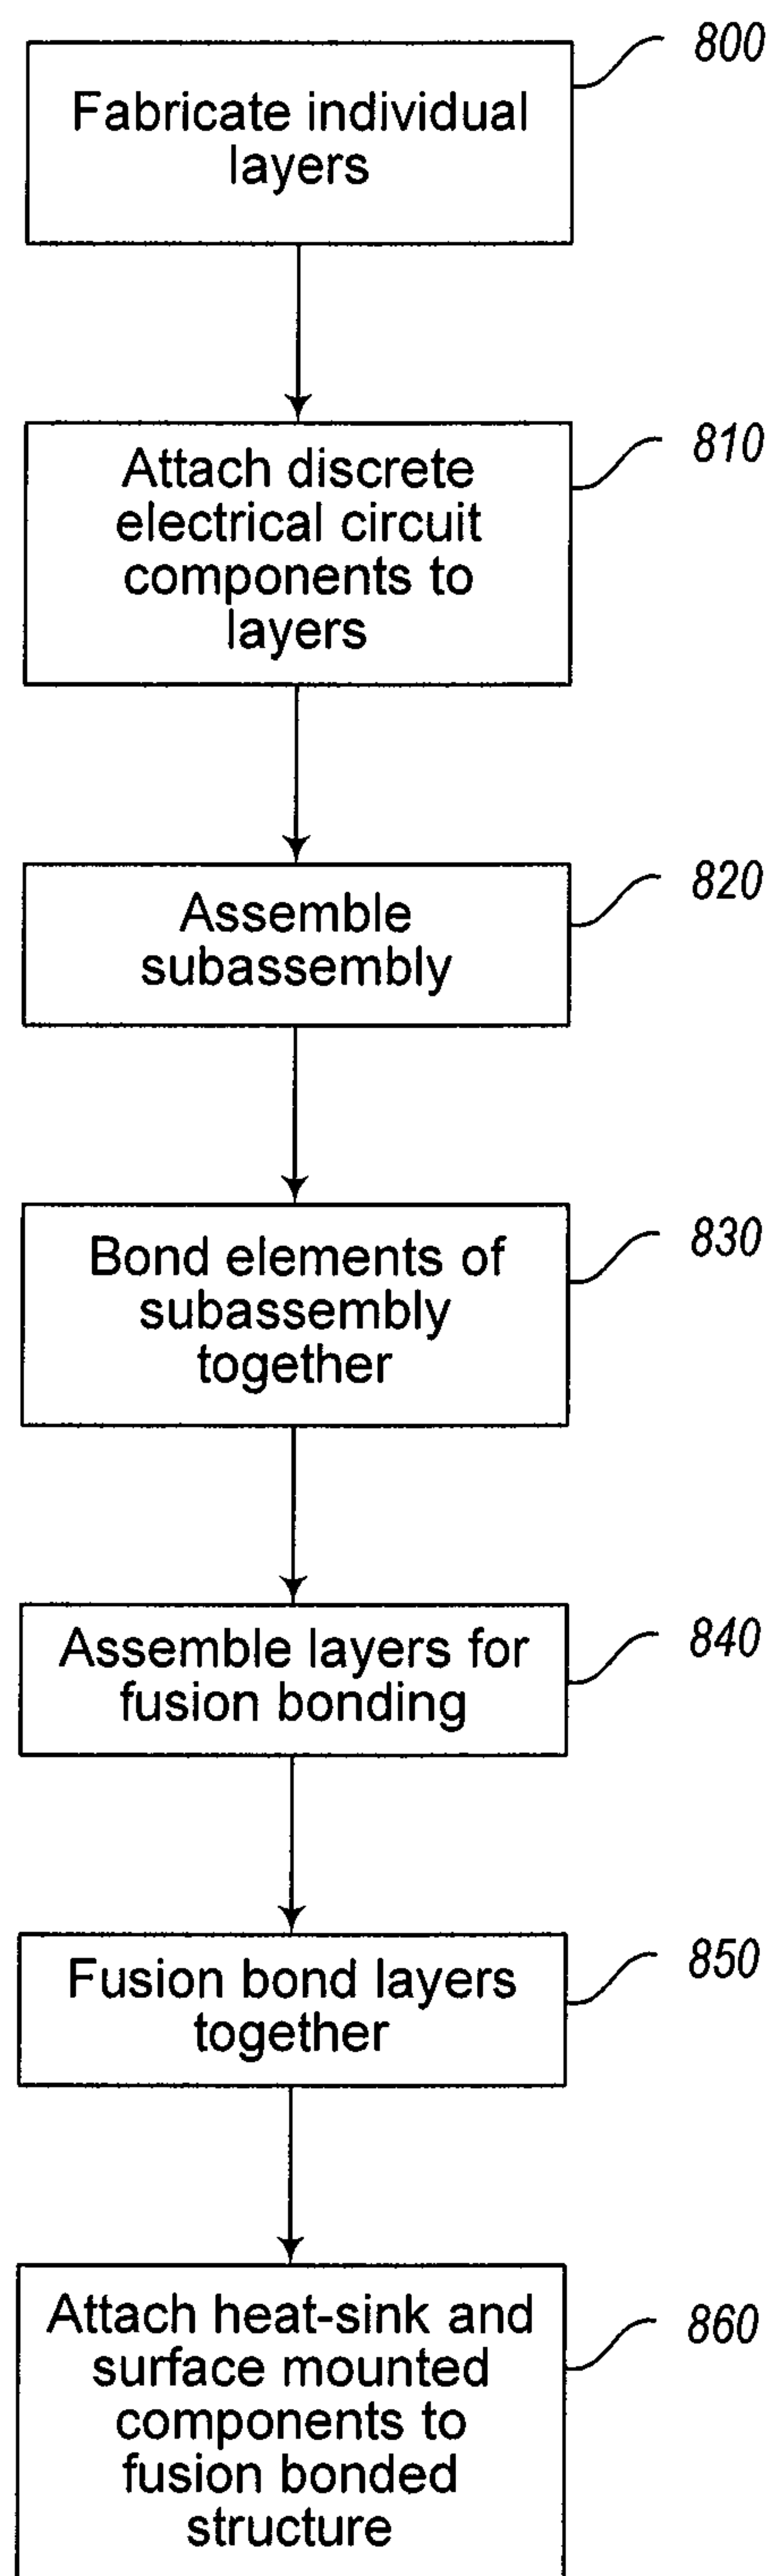 800
Fabricate individual
layers
810
Attach discrete
electrical circuit
components to
layers
820
Assemble
subassembly
830
Bond elements of
subassembly
together
840
Assemble layers for
fusion bonding
850
Fusion bond layers
together
860
Attach heat-sink and
surface mounted
components to
fusion bonded
structure